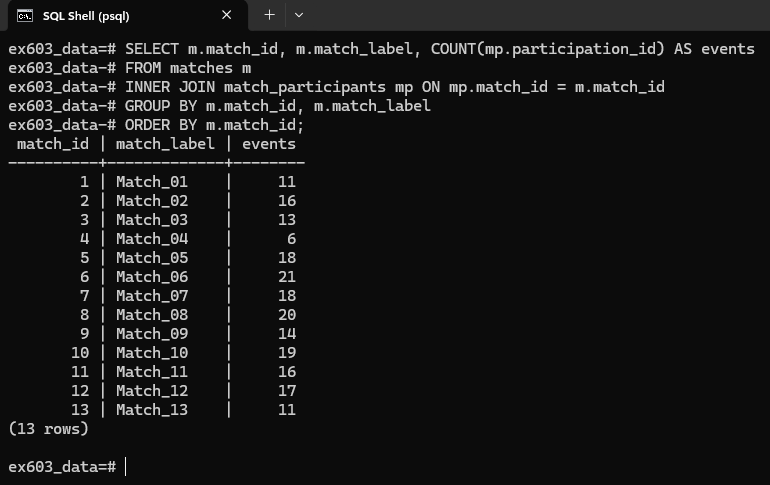 SQL Shell (psql)
ex603_data=# SELECT m.match_id, m.match_label, COUNT(mp.participation_id) AS events
ex603_data-# FROM matches m
ex603_data-# INNER JOIN match_participants mp ON mp.match_id = m.match_id
ex603_data-# GROUP BY m.match_id, m.match_label
ex603_data-# ORDER BY m.match_id;
 match_id | match_label | events
----------+-------------+--------
        1 | Match_01    |     11
        2 | Match_02    |     16
        3 | Match_03    |     13
        4 | Match_04    |      6
        5 | Match_05    |     18
        6 | Match_06    |     21
        7 | Match_07    |     18
        8 | Match_08    |     20
        9 | Match_09    |     14
       10 | Match_10    |     19
       11 | Match_11    |     16
       12 | Match_12    |     17
       13 | Match_13    |     11
(13 rows)
ex603_data=#